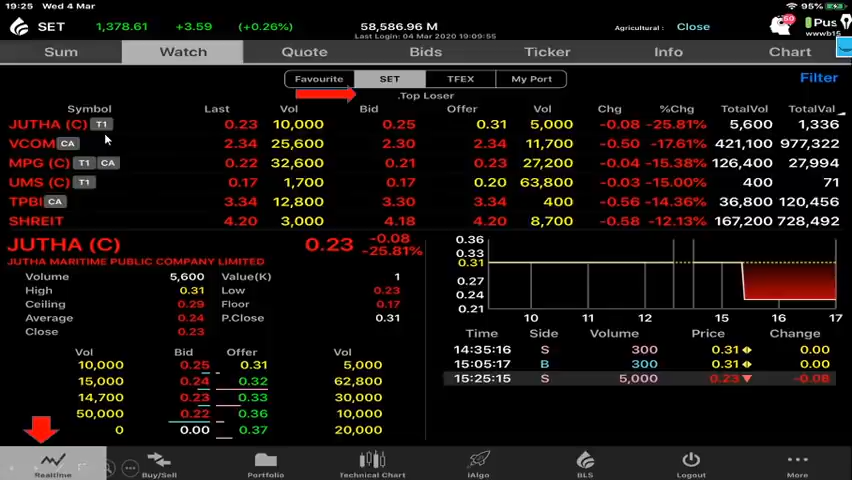 19:25 Wed 4 Mar 95%
SET 1,378.61 +3.59 58,586.96 M Agricultural : Close
+0.26% Last Login: 04 Mar 2020 19:09:55
Sum Watch Quote Bids Ticker Info Chart
Favourite SET TFEX My Port Filter
.Top Loser
Symbol Last Vol Bid Offer Vol Chg %Chg TotalVol TotalVal
JUTHA (C) T1 0.23 10,000 0.25 0.31 5,000 -0.08 -25.81% 5,600 1,336
VCOM CA 2.34 25,600 2.30 2.34 11,700 -0.50 -17.61% 421,100 977,322
MPG (C) T1 CA 0.22 32,600 0.21 0.23 27,200 -0.04 -15.38% 126,400 27,994
UMS (C) T1 0.17 1,700 0.17 0.20 63,800 -0.03 -15.00% 400 71
TPBI CA 3.34 12,800 3.30 3.34 400 -0.56 -14.36% 36,800 120,456
SHREIT 4.20 3,000 4.18 4.20 8,700 -0.58 -12.13% 167,200 728,492
JUTHA (C) 0.23 -0.08
-25.81%
JUTHA MARITIME PUBLIC COMPANY LIMITED
Volume 5,600 Value(K) 1
High 0.31 Low 0.23
Ceiling 0.29 Floor 0.17
Average 0.24 P.Close 0.31
Close 0.23
Vol Bid Offer Vol
10,000 0.25 0.31 5,000
15,000 0.24 0.32 62,800
14,700 0.23 0.33 30,000
50,000 0.22 0.36 10,000
0 0.00 0.37 20,000
0.36
0.33
0.31
0.27
0.24
0.21
10 11 12 15 16 17
Time Side Volume Price Change
14:35:16 S 300 0.31 0.00
15:05:17 B 300 0.31 0.00
15:25:15 S 5,000 0.23 -0.08
Realtime Buy/Sell Portfolio Technical Chart iAlgo BLS Logout More